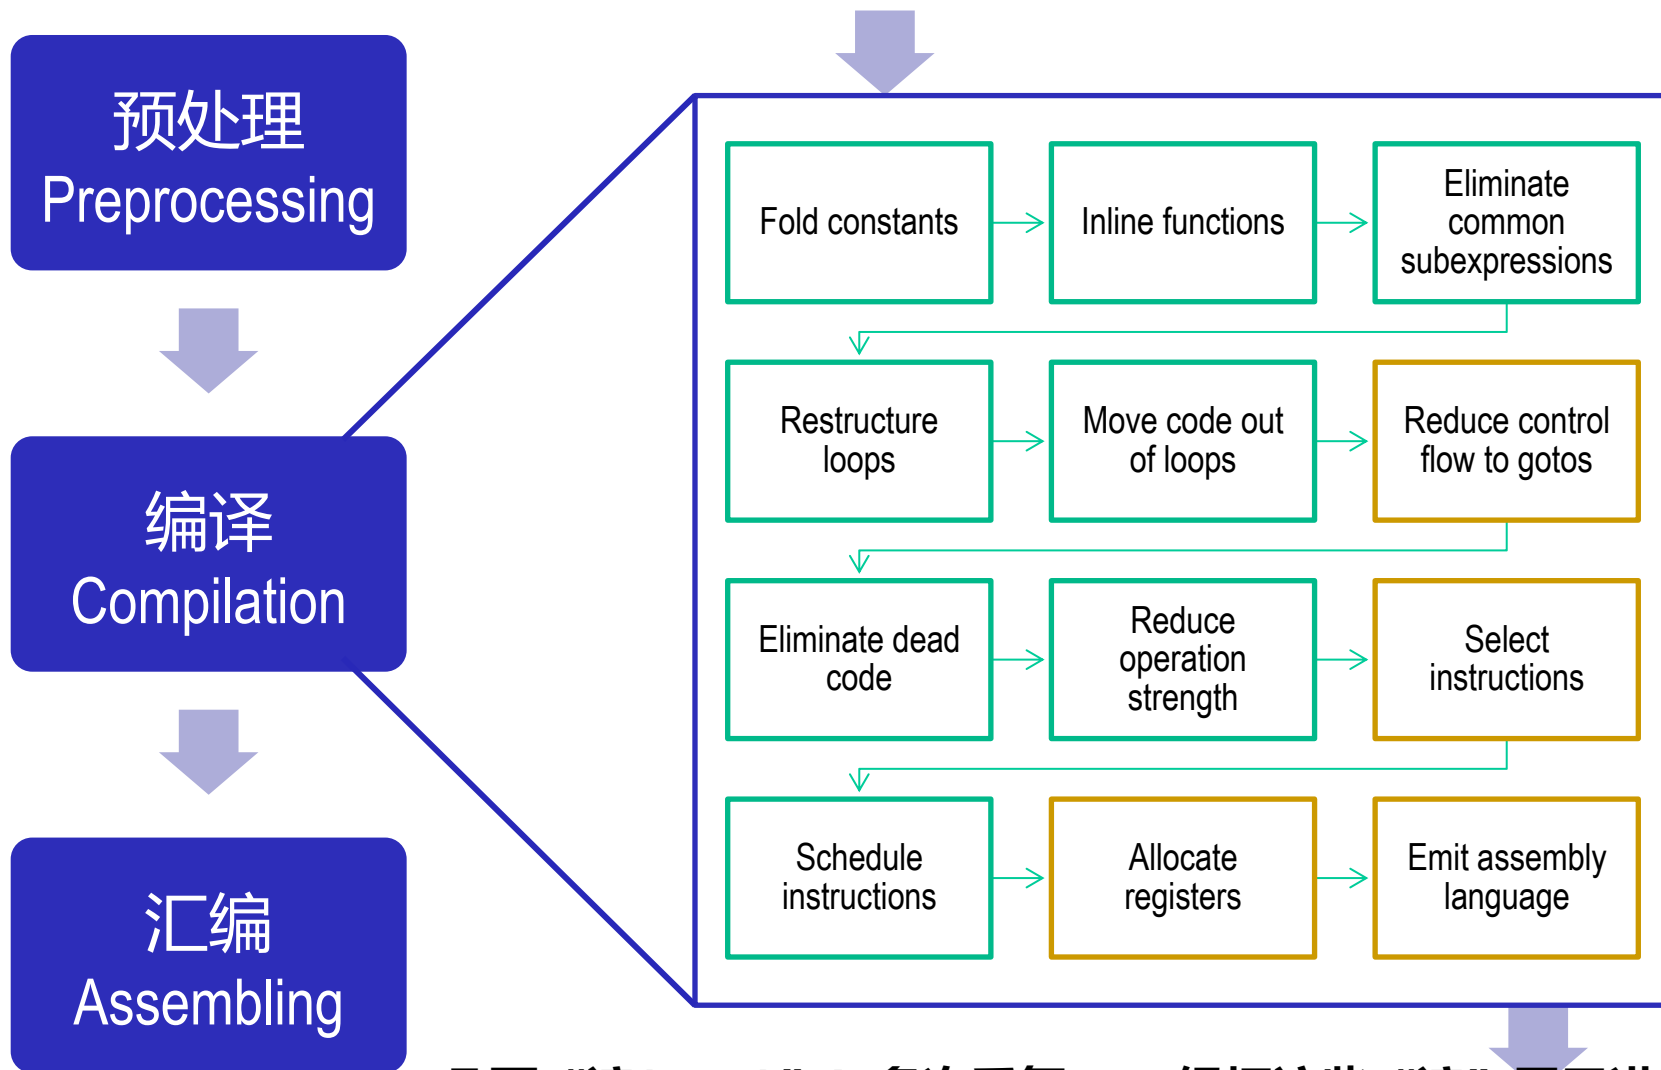 预处理
Preprocessing
编译
Compilation
汇编
Assembling
Fold constants
Inline functions
Eliminate
common
subexpressions
Restructure
loops
Move code out
of loops
Reduce control
flow to gotos
Eliminate dead
code
Reduce
operation
strength
Select
instructions
Schedule
instructions
Allocate
registers
Emit assembly
language